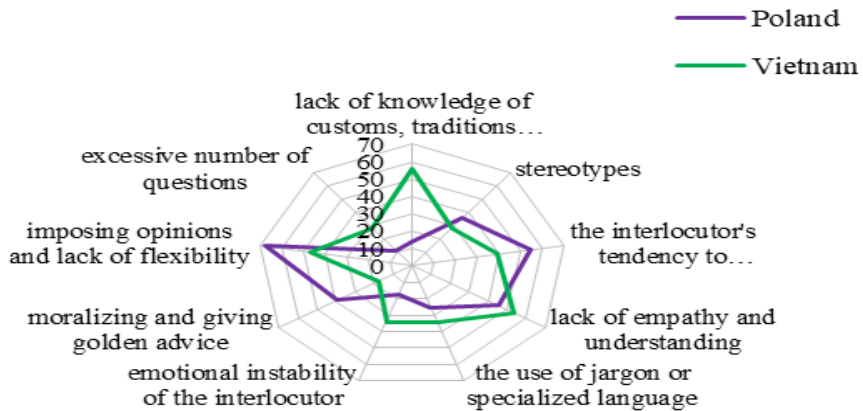 Poland
Vietnam
lack of knowledge of
customs, traditions…
stereotypes
the interlocutor's
tendency to…
lack of empathy and
understanding
the use of jargon or
specialized language
emotional instability
of the interlocutor
moralizing and giving
golden advice
imposing opinions
and lack of flexibility
excessive number of
questions
70
60
50
40
30
20
10
0